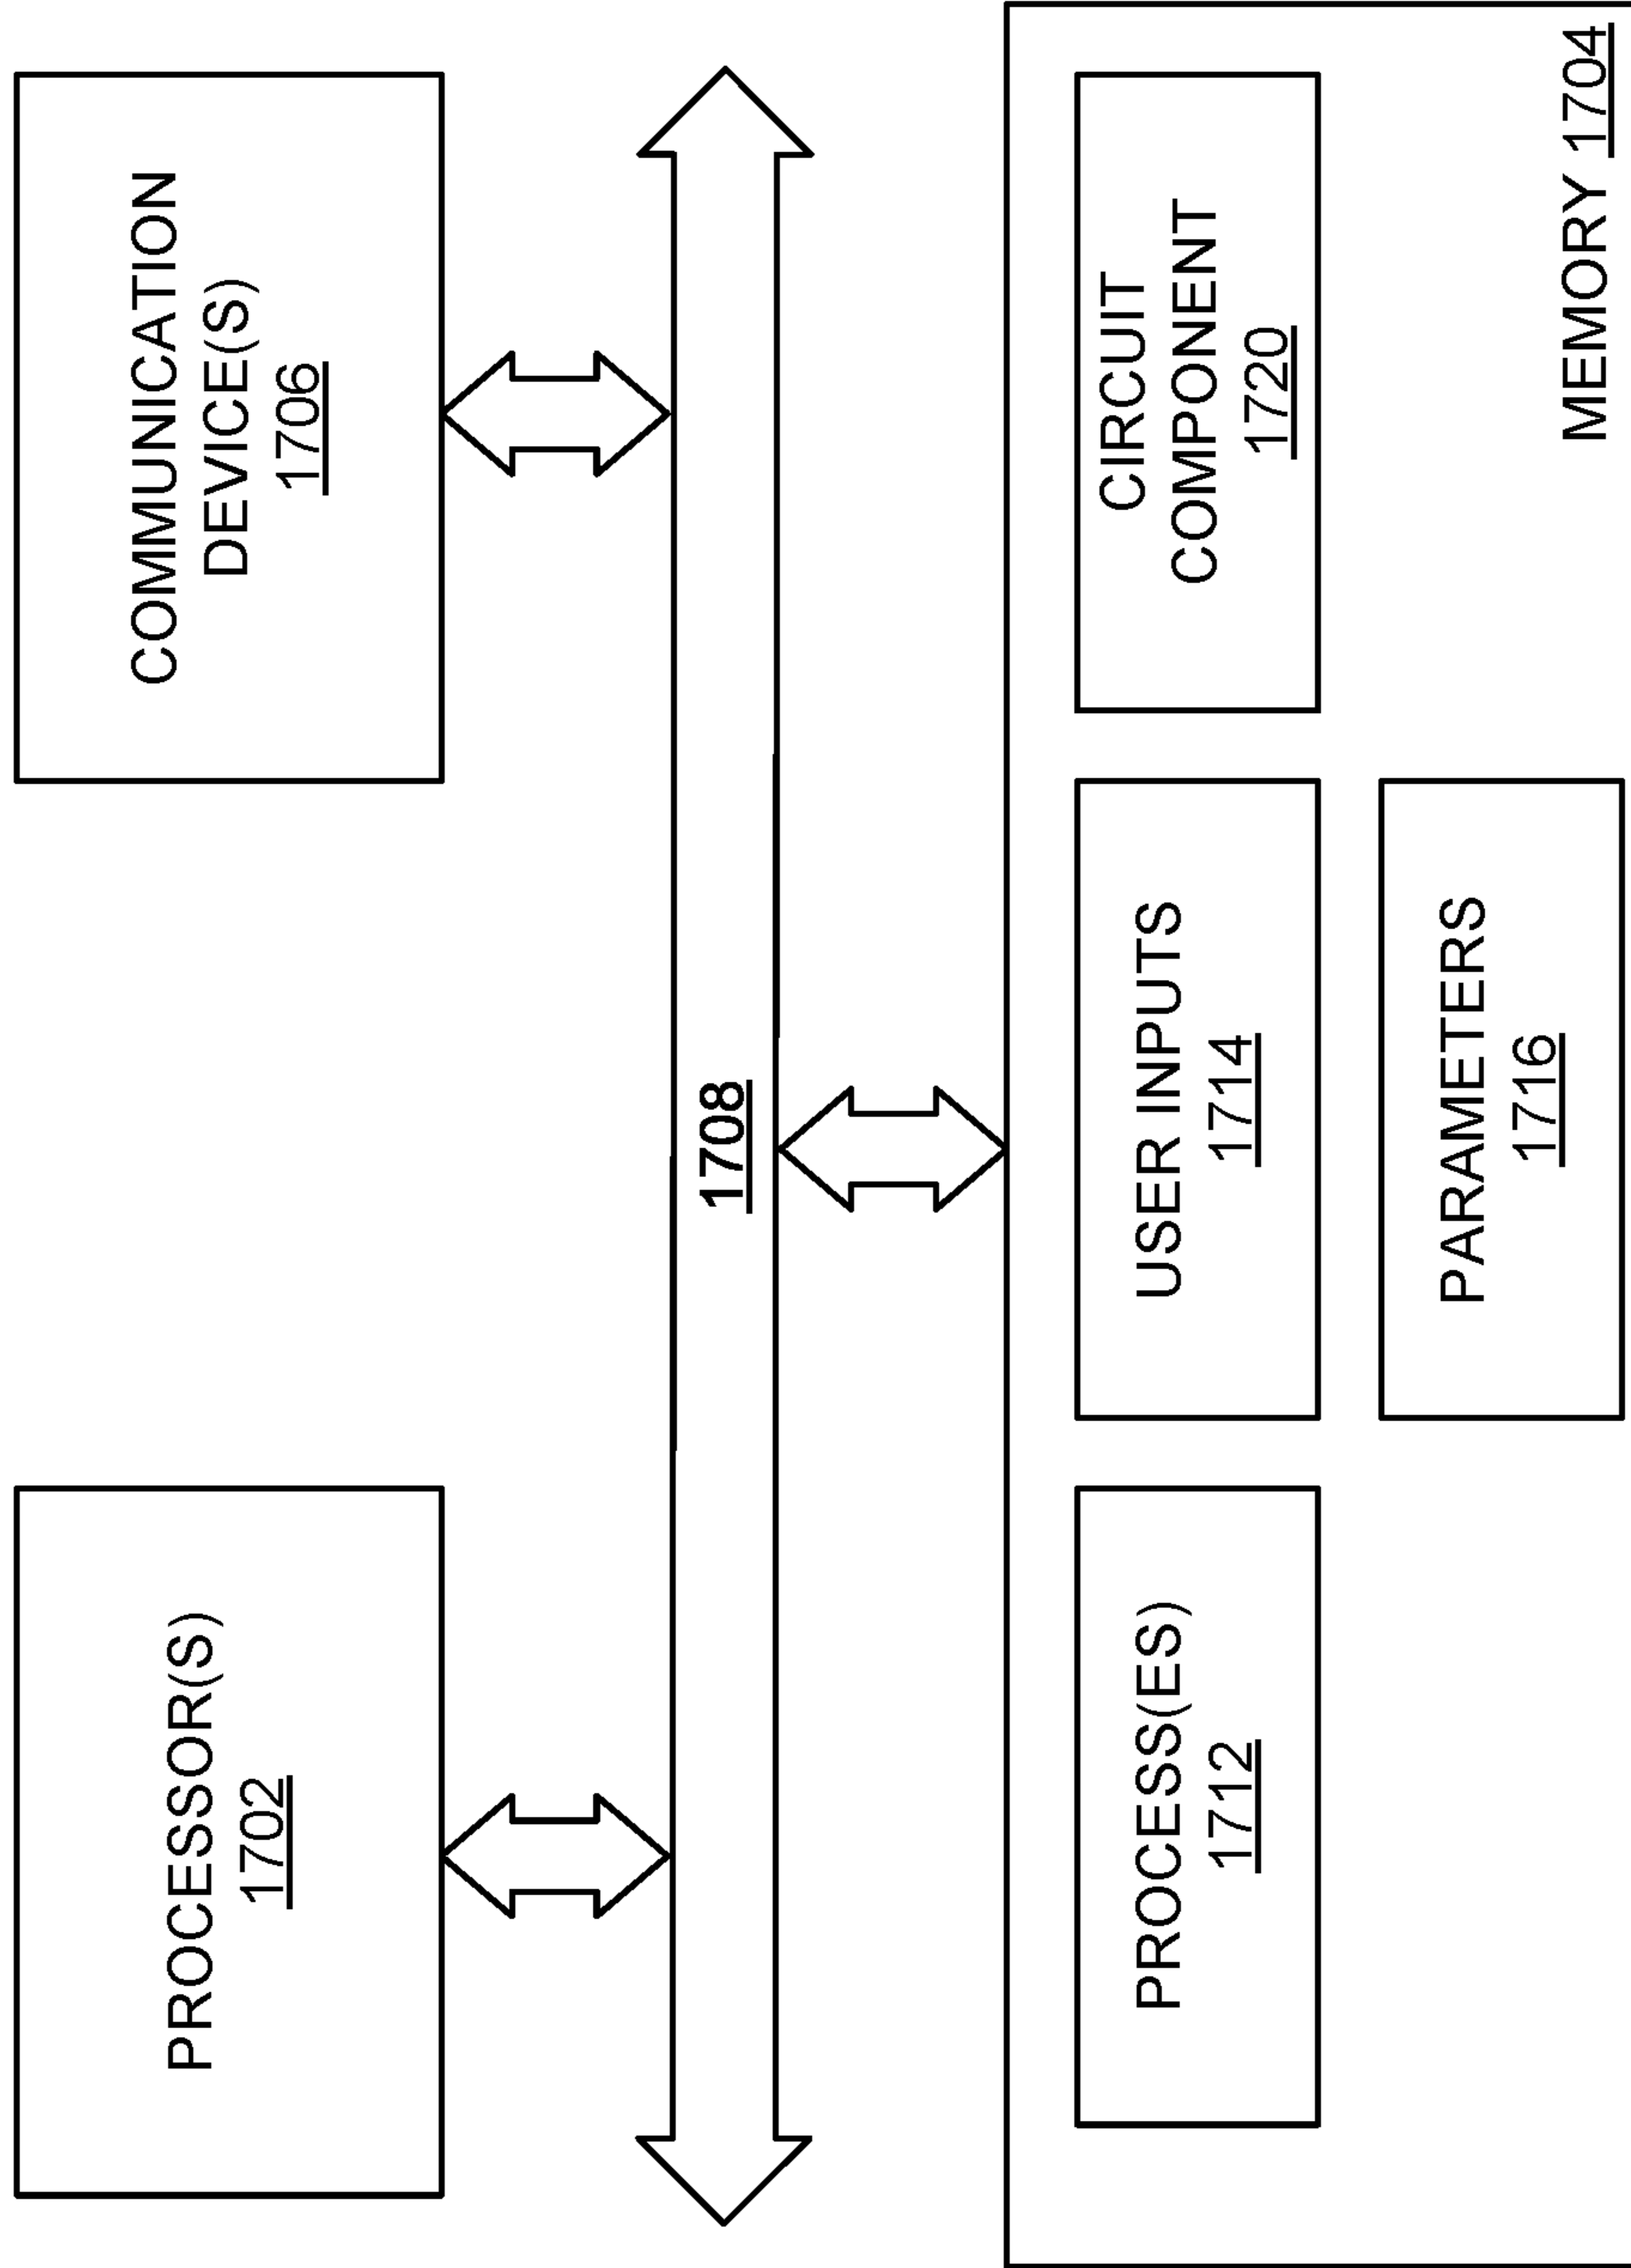 PROCESSOR(S)
1702
COMMUNICATION
DEVICE(S)
1706
1708
PROCESS(ES)
1712
USER INPUTS
1714
CIRCUIT
COMPONENT
1720
PARAMETERS
1716
MEMORY 1704